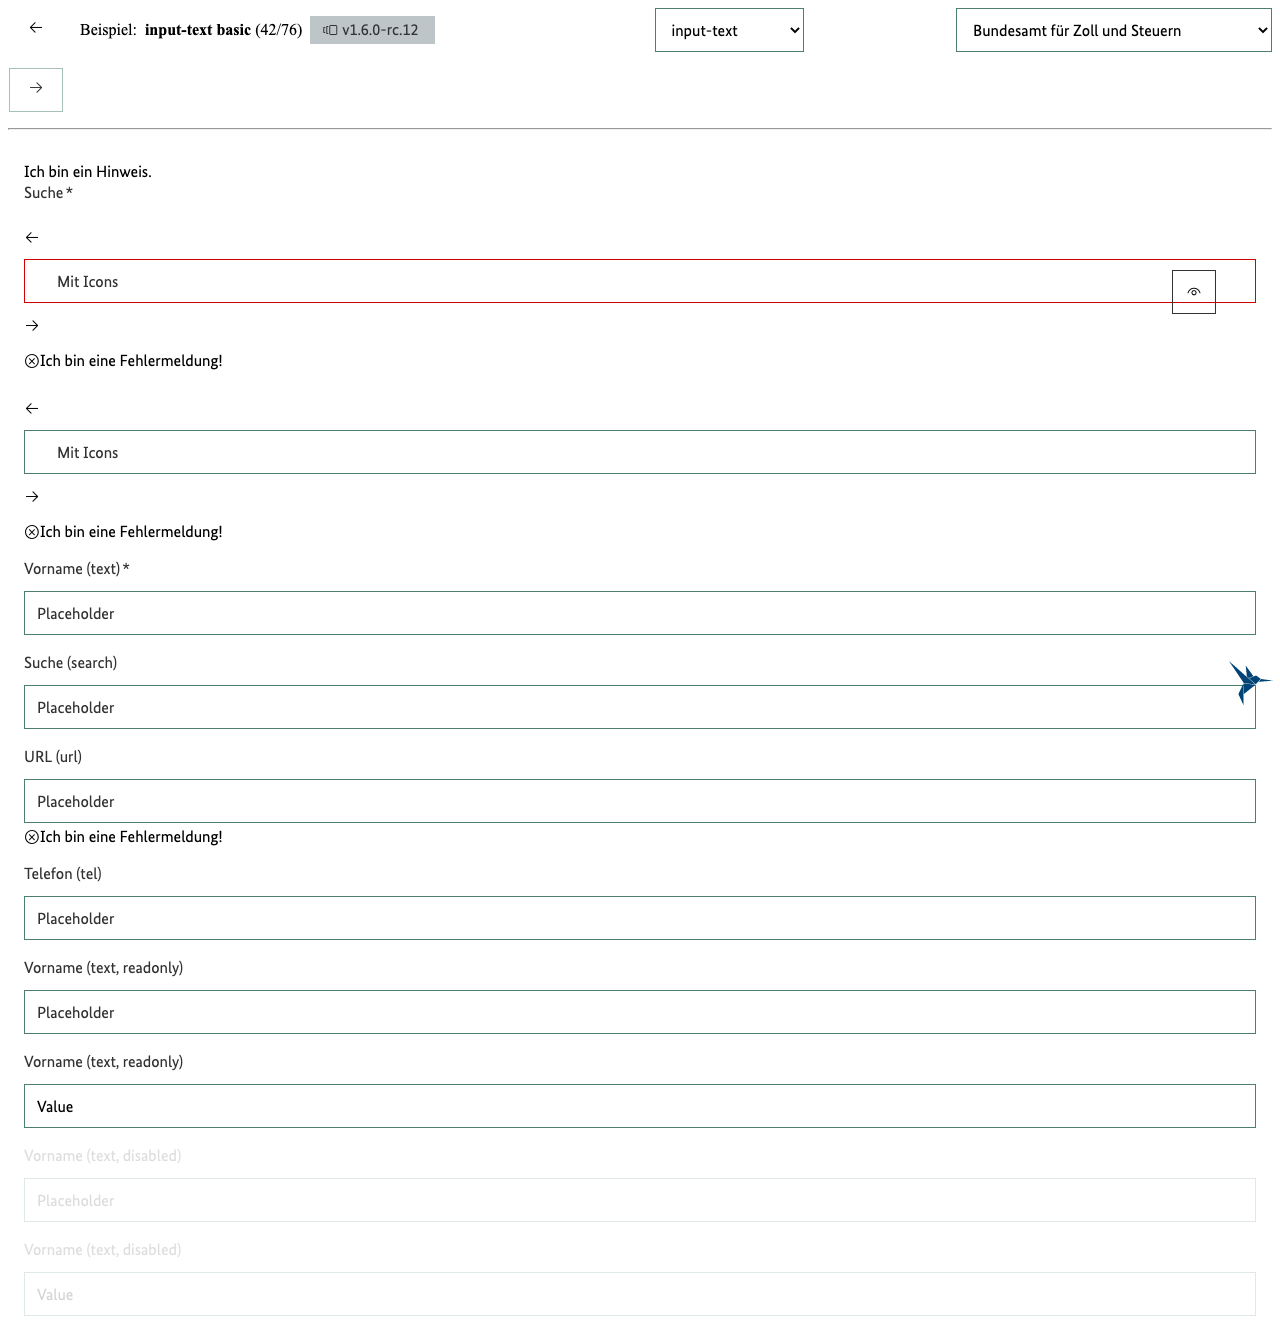 Beispiel: input-text basic (42/76) v1.6.0-rc.12 input-text Bundesamt für Zoll und Steuern
Ich bin ein Hinweis.
Suche*
Mit Icons
Ich bin eine Fehlermeldung!
Mit Icons
Ich bin eine Fehlermeldung!
Vorname (text)*
Placeholder
Suche (search)
Placeholder
URL (url)
Placeholder
Ich bin eine Fehlermeldung!
Telefon (tel)
Placeholder
Vorname (text, readonly)
Placeholder
Vorname (text, readonly)
Value
Vorname (text, disabled)
Placeholder
Vorname (text, disabled)
Value